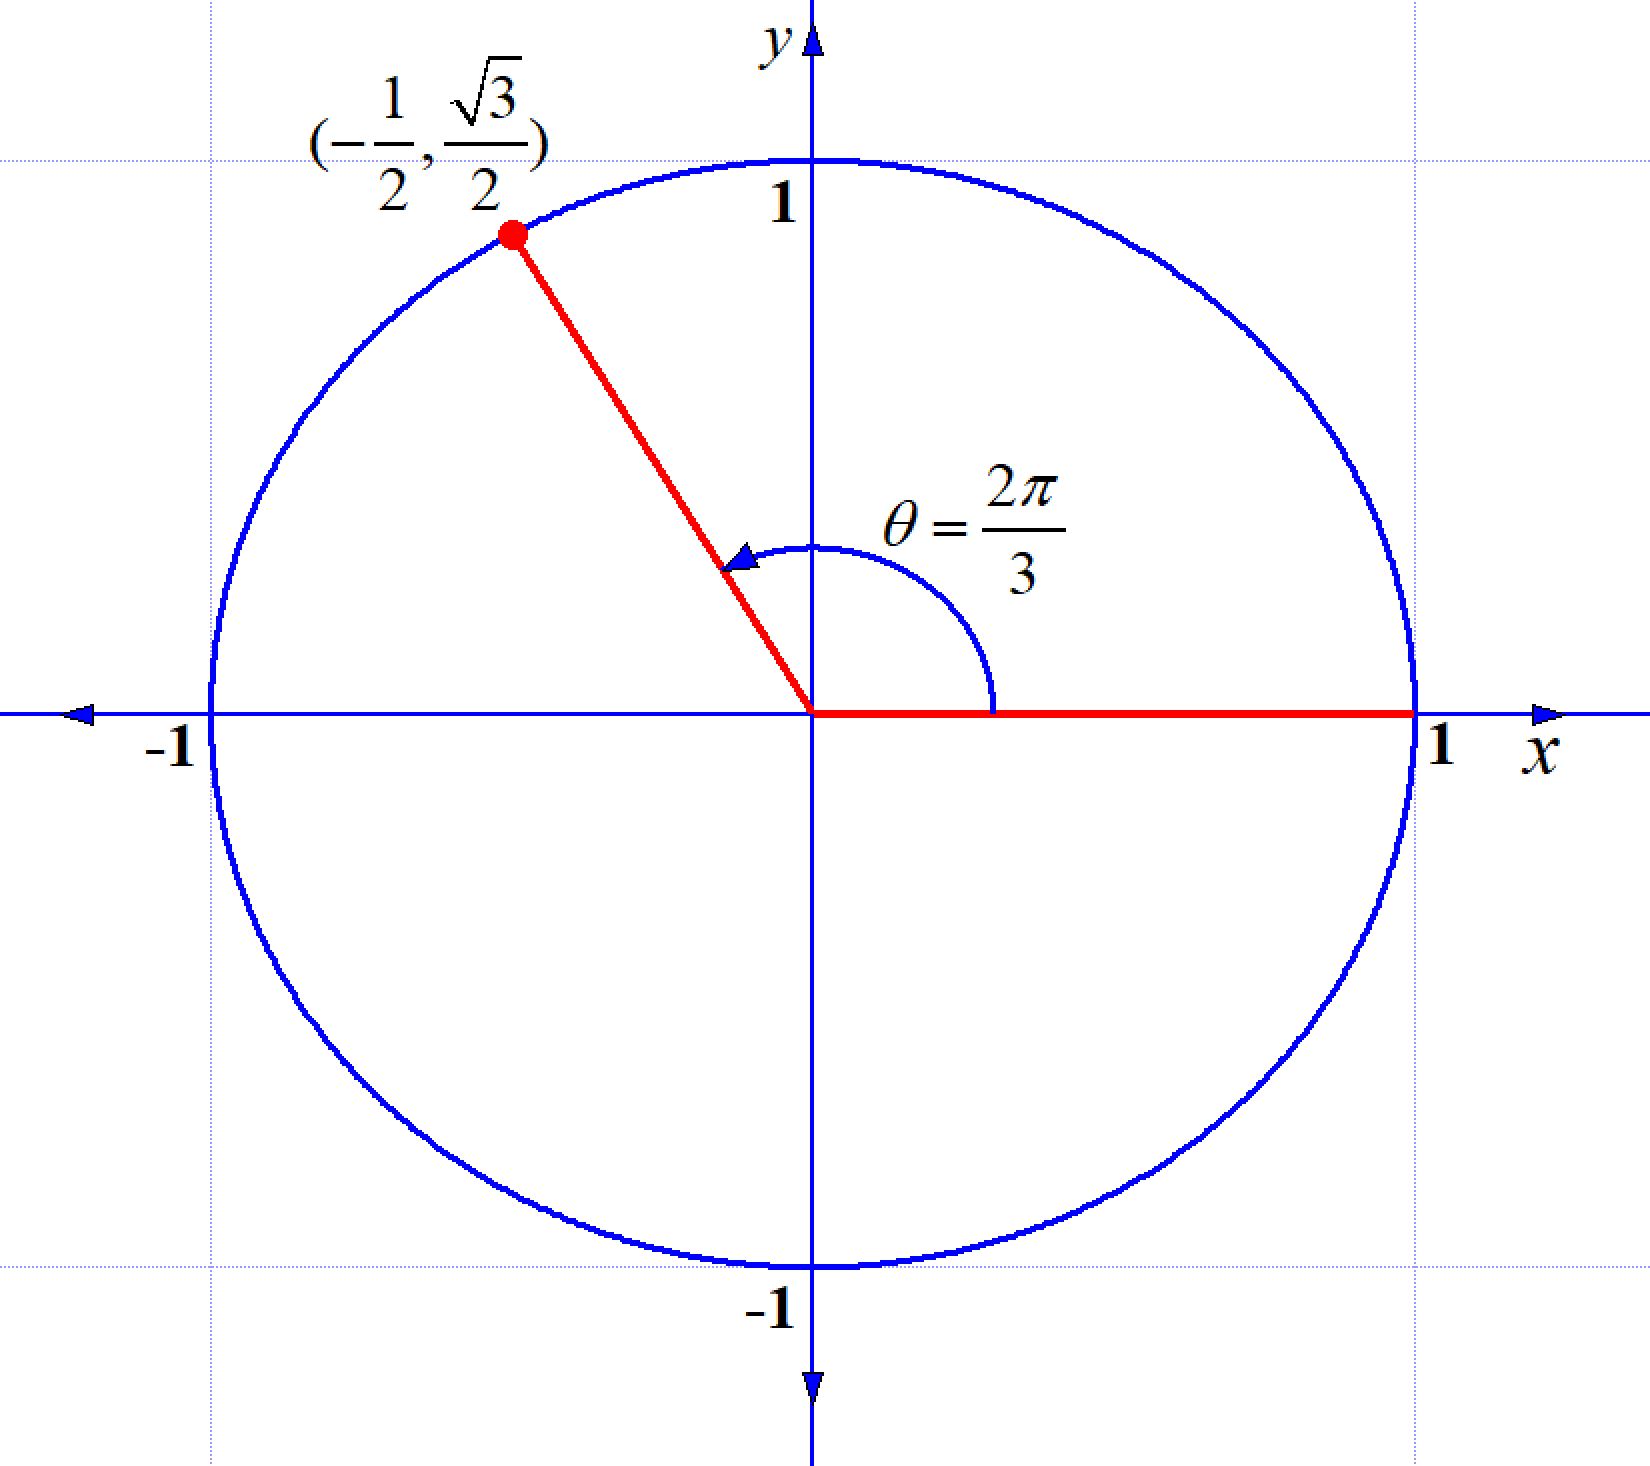 y
(-1/2, √3/2)
1
θ = 2π/3
-1
1
x
-1